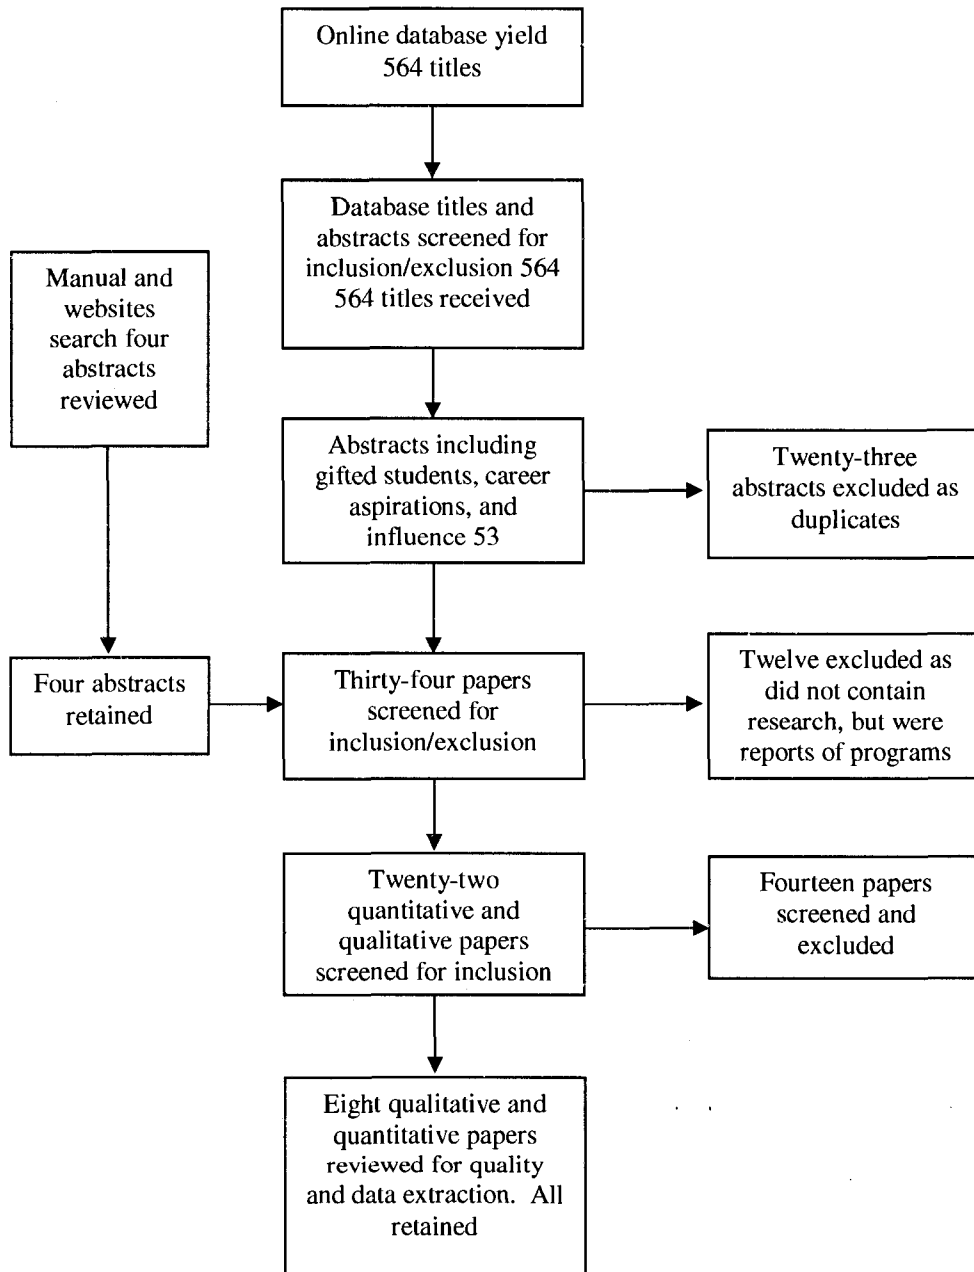 Online database yield
564 titles
Database titles and
abstracts screened for
inclusion/exclusion 564
564 titles received
Manual and
websites
search four
abstracts
reviewed
Abstracts including
gifted students, career
aspirations, and
influence 53
Twenty-three
abstracts excluded as
duplicates
Four abstracts
retained
Thirty-four papers
screened for
inclusion/exclusion
Twelve excluded as
did not contain
research, but were
reports of programs
Twenty-two
quantitative and
qualitative papers
screened for inclusion
Fourteen papers
screened and
excluded
Eight qualitative and
quantitative papers
reviewed for quality
and data extraction.  All
retained